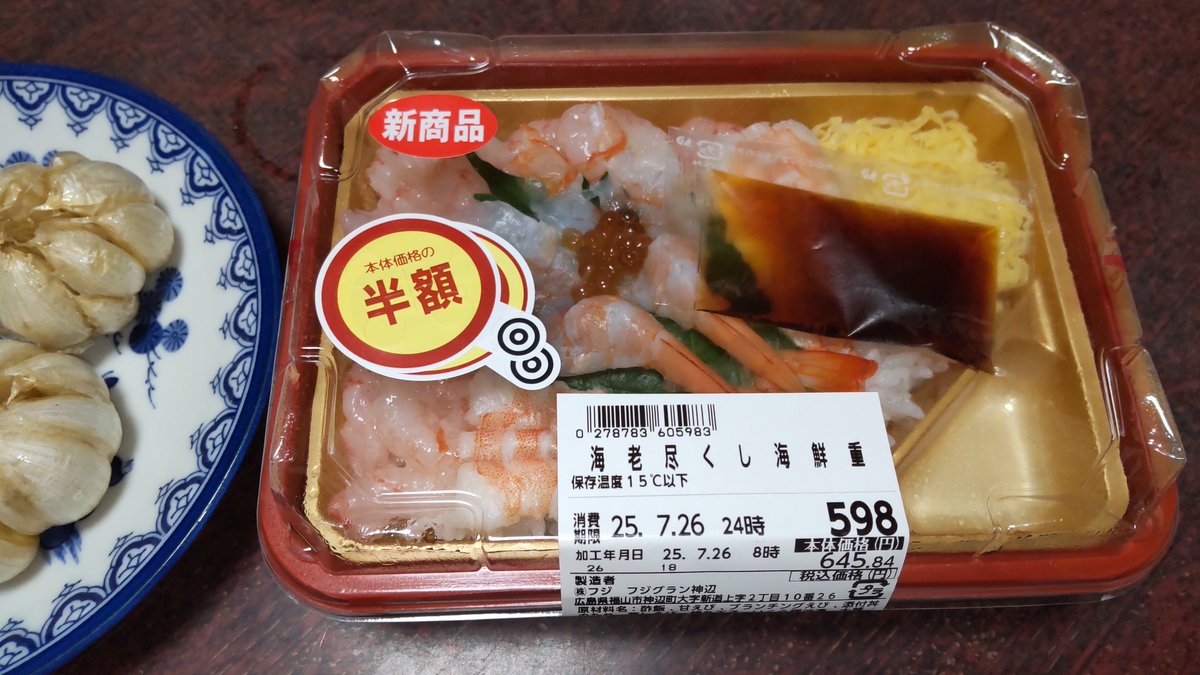 新商品
本体価格の
半額
0 278783 605983
海老尽くし海鮮重
保存温度15℃以下
消費期限 25. 7.26 24時
598
本体価格(円)
加工年月日 25. 7.26 8時
645.84
26 18
税込価格(円)
製造者
㈱フジ フジグラン神辺
プラ
広島県福山市神辺町大字新道上字2丁目10番26
原材料名:酢飯、甘えび、ブランチングえび、添付丼